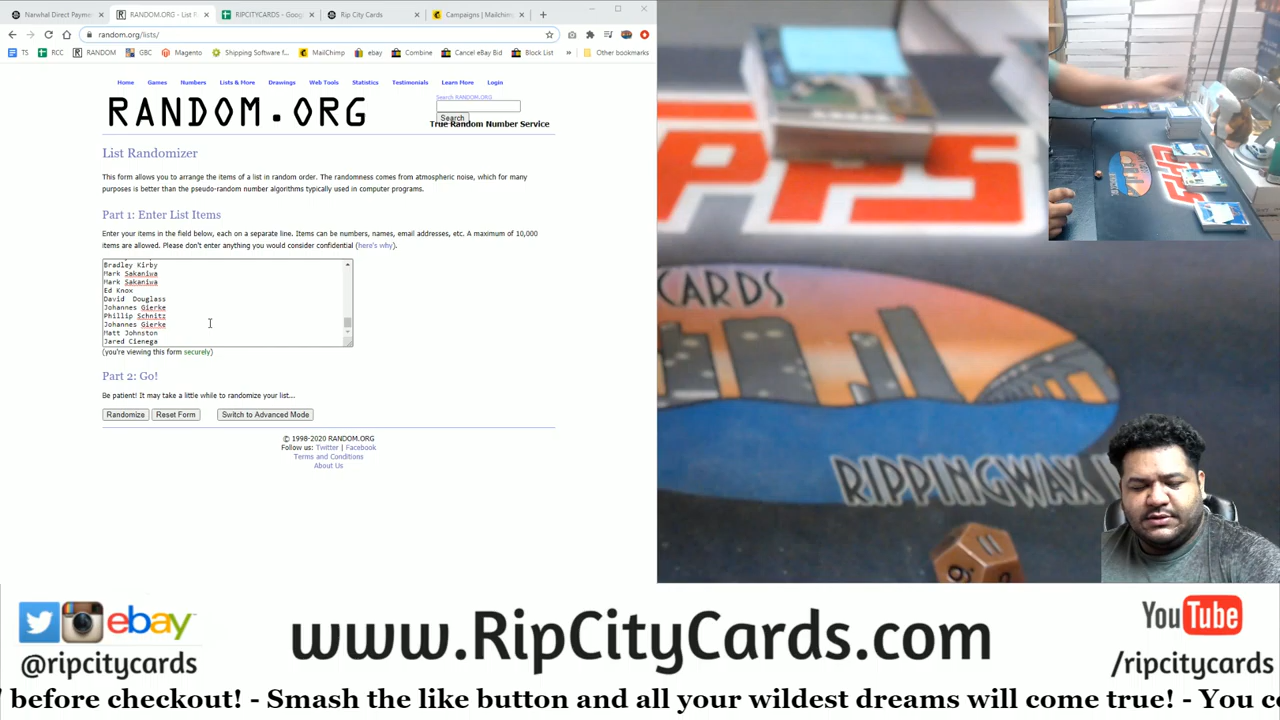 Narwhal Direct Payme
RANDOM.ORG - List R
RIPCITYCARDS - Goog
Rip City Cards
Campaigns | Mailchim
random.org/lists/
TS
RCC
RANDOM
GBC
Magento
Shipping Software f...
MailChimp
ebay
Combine
Cancel eBay Bid
Block List
Other bookmarks
Home Games Numbers Lists & More Drawings Web Tools Statistics Testimonials Learn More Login
RANDOM.ORG
Search RANDOM.ORG
Search
True Random Number Service
List Randomizer
This form allows you to arrange the items of a list in random order. The randomness comes from atmospheric noise, which for many
purposes is better than the pseudo-random number algorithms typically used in computer programs.
Part 1: Enter List Items
Enter your items in the field below, each on a separate line. Items can be numbers, names, email addresses, etc. A maximum of 10,000
items are allowed. Please don't enter anything you would consider confidential (here's why).
Bradley Kirby
Mark Sakaniwa
Mark Sakaniwa
Ed Knox
David Douglass
Johannes Gierke
Phillip Schnitz
Johannes Gierke
Matt Johnston
Jared Cienega
(you're viewing this form securely)
Part 2: Go!
Be patient! It may take a little while to randomize your list...
Randomize
Reset Form
Switch to Advanced Mode
© 1998-2020 RANDOM.ORG
Follow us: Twitter | Facebook
Terms and Conditions
About Us
CARDS
RIPPINGWAX
ebay
@ripcitycards
www.RipCityCards.com
YouTube
/ripcitycards
before checkout! - Smash the like button and all your wildest dreams will come true! - You c